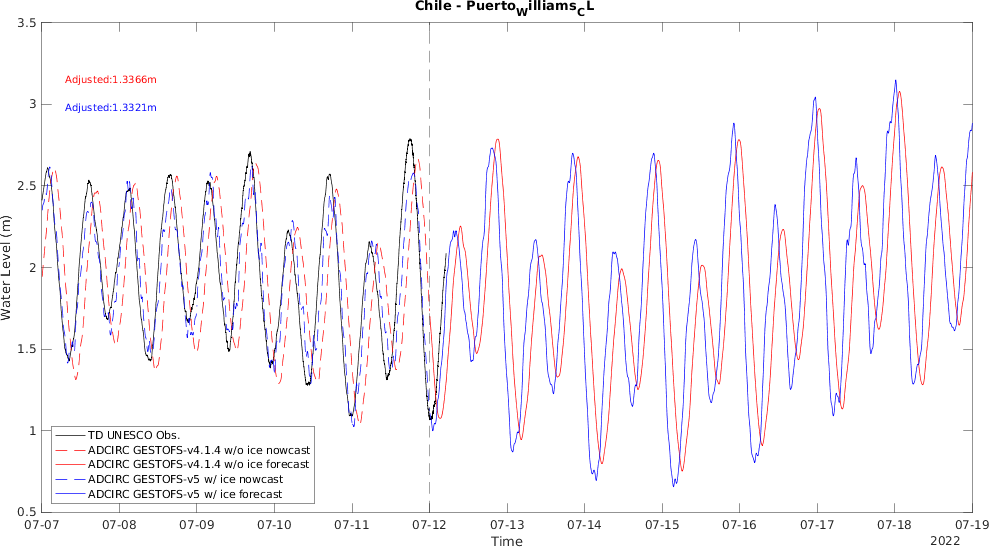 Chile - PuertoWilliamsCL
3.5
3
2.5
2
1.5
1
0.5
Water Level (m)
Adjusted:1.3366m
Adjusted:1.3321m
TD UNESCO Obs.
ADCIRC GESTOFS-v4.1.4 w/o ice nowcast
ADCIRC GESTOFS-v4.1.4 w/o ice forecast
ADCIRC GESTOFS-v5 w/ ice nowcast
ADCIRC GESTOFS-v5 w/ ice forecast
07-07 07-08 07-09 07-10 07-11 07-12 07-13 07-14 07-15 07-16 07-17 07-18 07-19
Time
2022